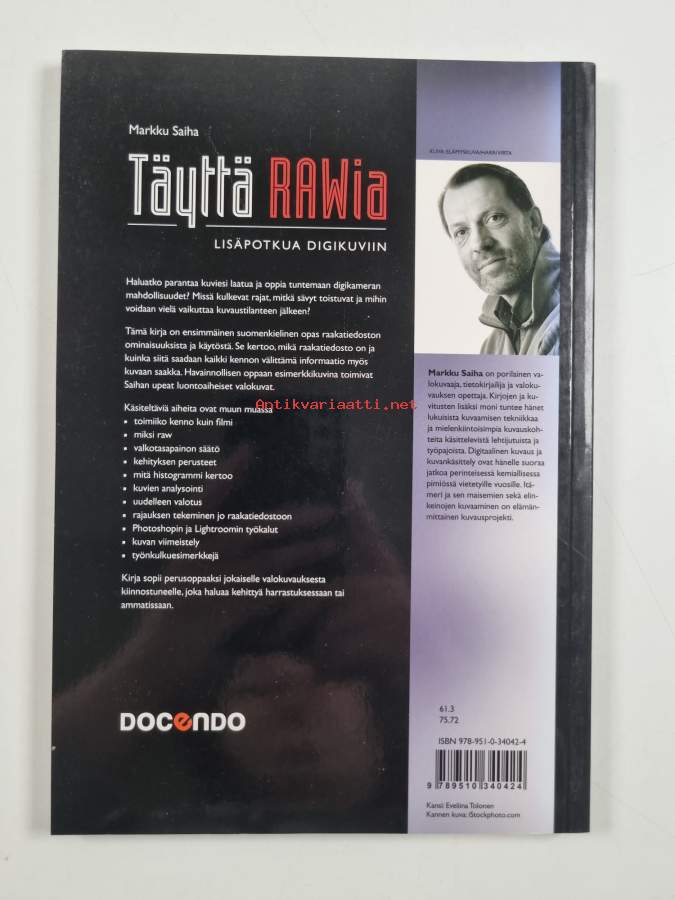 Markku Saiha
Täyttä RAWia
LISÄPOTKUA DIGIKUVIIN
Haluatko parantaa kuviesi laatua ja oppia tuntemaan digikameran
mahdollisuudet? Missä kulkevat rajat, mitkä sävyt toistuvat ja mihin
voidaan vielä vaikuttaa kuvaustilanteen jälkeen?
Tämä kirja on ensimmäinen suomenkielinen opas raakatiedoston
ominaisuuksista ja käytöstä. Se kertoo, mikä raakatiedosto on ja
kuinka siitä saadaan kaikki kennon välittämä informaatio myös
kuvaan saakka. Havainnollisen oppaan esimerkkikuvina toimivat
Saihan upeat luontoaiheiset valokuvat.
Käsiteltäviä aiheita ovat muun muassa
• toimiiko kenno kuin filmi
• miksi raw
• valkotasapainon säätö
• kehityksen perusteet
• mitä histogrammi kertoo
• kuvien analysointi
• uudelleen valotus
• rajauksen tekeminen jo raakatiedostoon
• Photoshopin ja Lightroomin työkalut
• kuvan viimeistely
• työnkulkuesimerkkejä
Kirja sopii perusoppaaksi jokaiselle valokuvauksesta
kiinnostuneelle, joka haluaa kehittyä harrastuksessaan tai
ammatissaan.
DOCENDO
Markku Saiha on porilainen va-
lokuvaaja, tietokirjailija ja valoku-
vauksen opettaja. Kirjojen ja ku-
vitusten lisäksi moni tuntee hänet
lukuisista kuvaamisen tekniikkaa
ja mielenkiintoisimpia kuvauskoh-
teita käsittelevistä lehtijutuista ja
työpajoista. Digitaalinen kuvaus ja
kuvankäsittely ovat hänelle suoraa
jatkoa perinteisessä kemiallisessa
pimiössä vietetyille vuosille. Itä-
meri ja sen maisemien sekä elin-
keinojen kuvaaminen on elämän-
mittainen kuvausprojekti.
61.3
75.72
ISBN 978-951-0-34042-4
9 789510 340424
Kansi: Eveliina Tolonen
Kannen kuva: iStockphoto.com
Aptikvariaatti.net